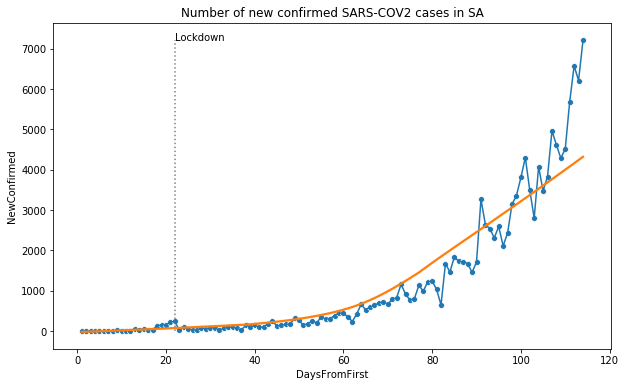 Number of new confirmed SARS-COV2 cases in SA
Lockdown
7000
6000
5000
4000
3000
2000
1000
0
NewConfirmed
0 20 40 60 80 100 120
DaysFromFirst